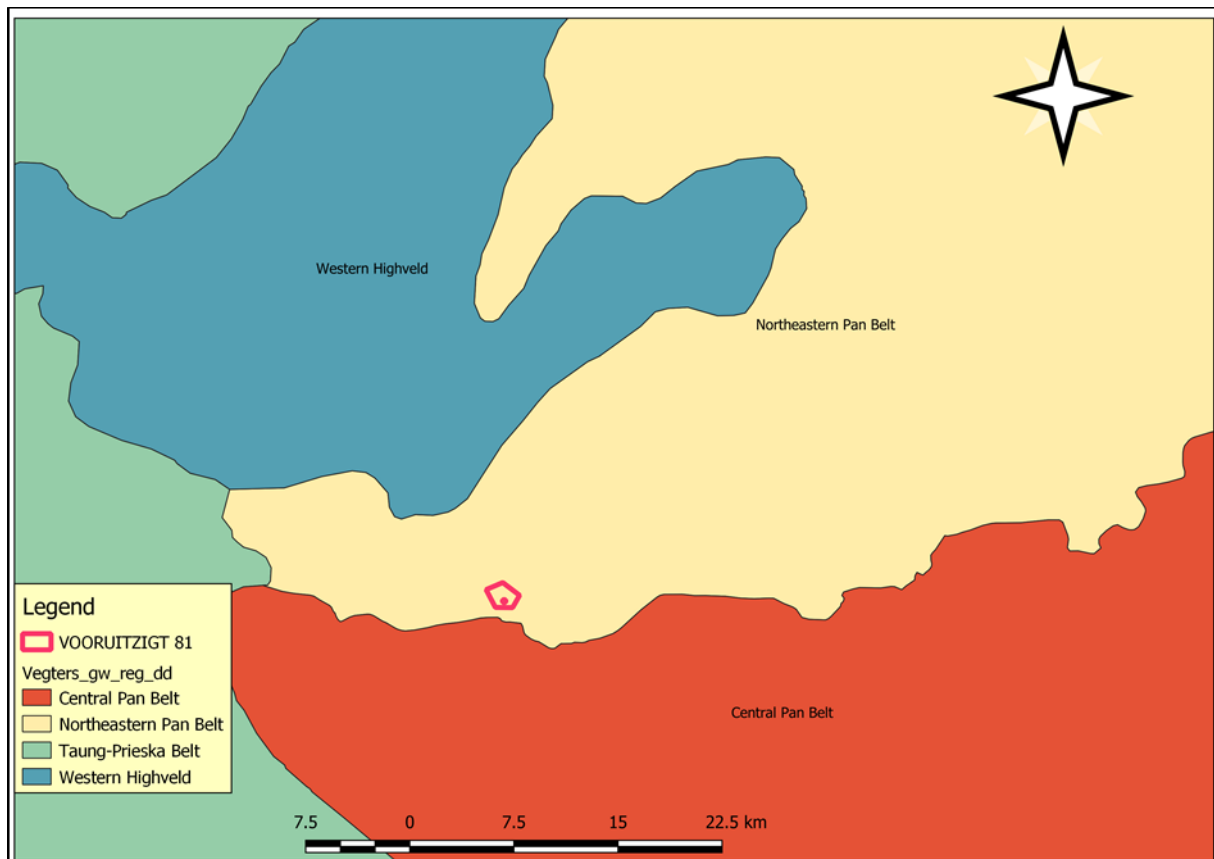 Western Highveld
Northeastern Pan Belt
Legend
VOORUITZIGT 81
Vegters_gw_reg_dd
Central Pan Belt
Northeastern Pan Belt
Taung-Prieska Belt
Western Highveld
Central Pan Belt
7.5 0 7.5 15 22.5 km